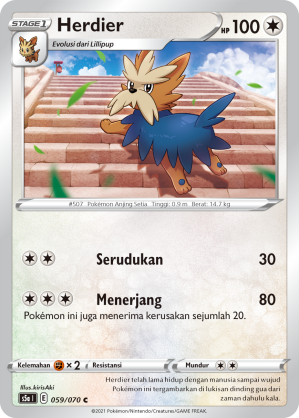 STAGE1 Herdier HP 100
Evolusi dari Lillipup
#507 Pokémon Anjing Setia Tinggi: 0.9 m Berat: 14.7 kg
Serudukan 30
Menerjang 80
Pokémon ini juga menerima kerusakan sejumlah 20.
Kelemahan × 2 Resistansi Mundur
Illus.kirisAki
Herdier telah lama hidup dengan manusia sampai wujud
Pokémon ini tergambarkan di lukisan dinding gua dari
zaman dahulu kala.
s5a I E 059/070 C
©2021 Pokémon/Nintendo/Creatures/GAME FREAK